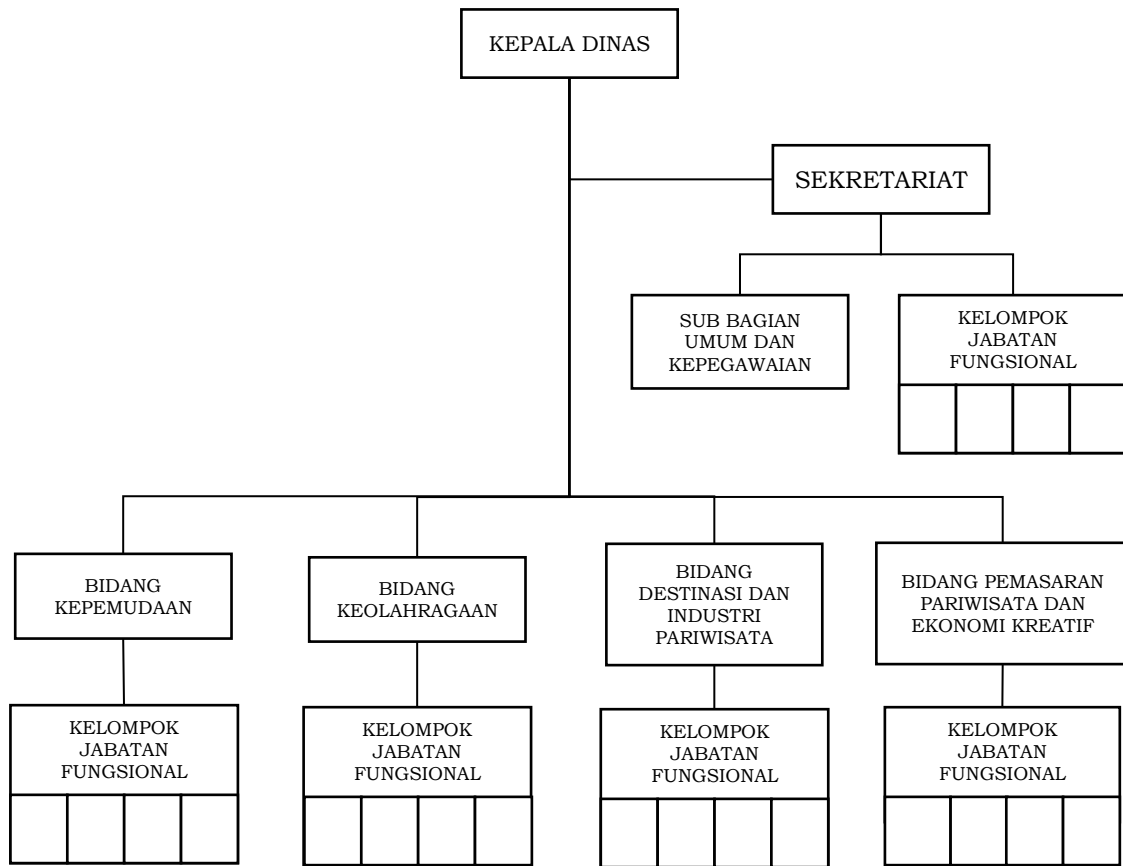 KEPALA DINAS
SEKRETARIAT
SUB BAGIAN
UMUM DAN
KEPEGAWAIAN
KELOMPOK
JABATAN
FUNGSIONAL
BIDANG
KEPEMUDAAN
BIDANG
KEOLAHRAGAAN
BIDANG
DESTINASI DAN
INDUSTRI
PARIWISATA
BIDANG PEMASARAN
PARIWISATA DAN
EKONOMI KREATIF
KELOMPOK
JABATAN
FUNGSIONAL
KELOMPOK
JABATAN
FUNGSIONAL
KELOMPOK
JABATAN
FUNGSIONAL
KELOMPOK
JABATAN
FUNGSIONAL